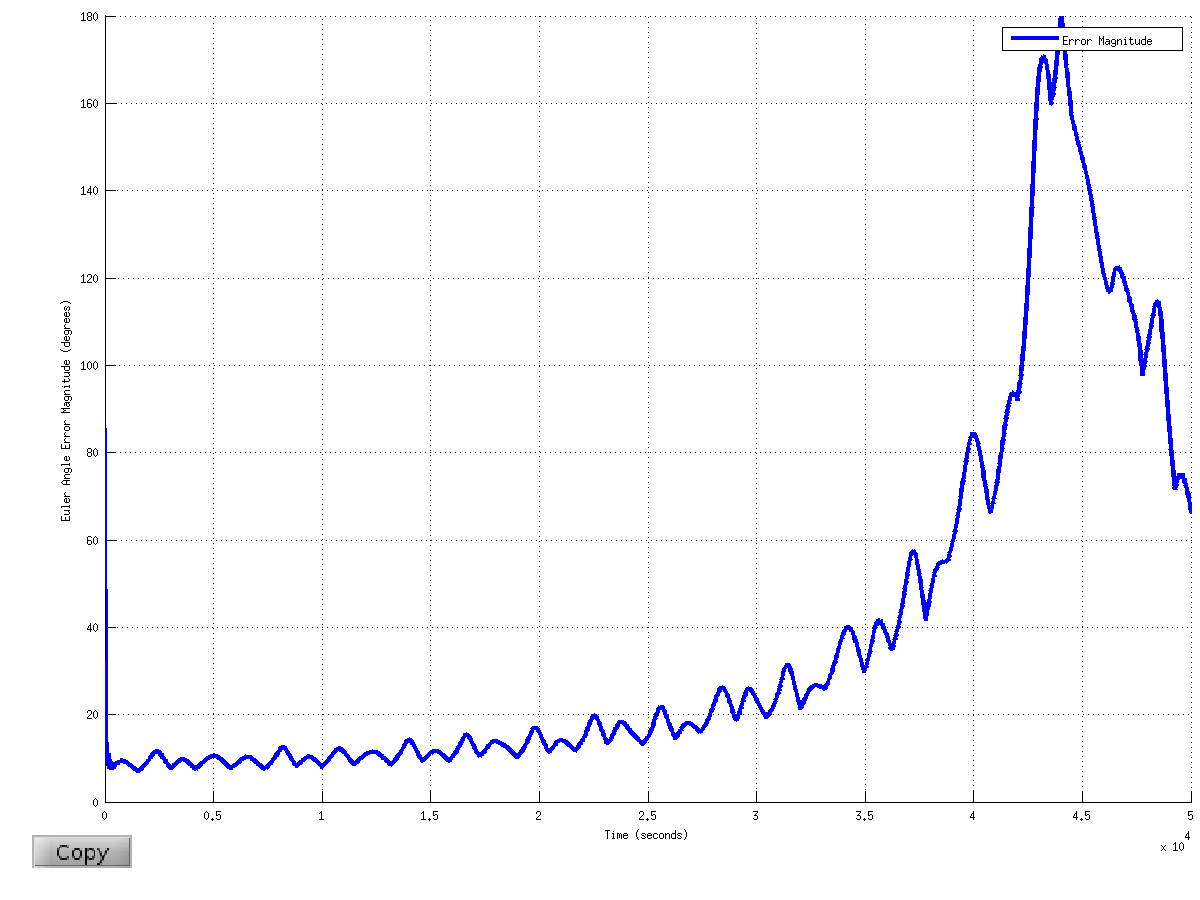 180
Error Magnitude
160
140
120
100
80
60
40
20
0
Euler Angle Error Magnitude (degrees)
0 0.5 1 1.5 2 2.5 3 3.5 4 4.5 5
Time (seconds)
x 10 4
Copy